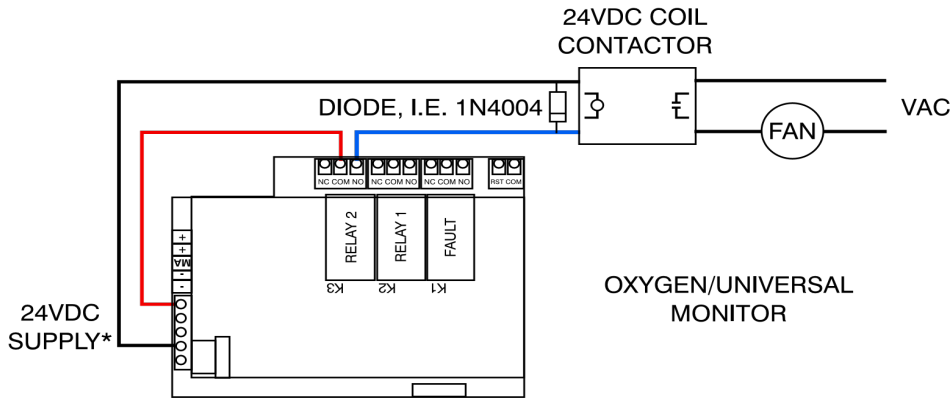 24VDC COIL
CONTACTOR
DIODE, I.E. 1N4004
VAC
FAN
NC COM NO NC COM NO NC COM NO RST COM
RELAY 2
RELAY 1
FAULT
K3
K2
K1
+
+
MA
-
-
24VDC
SUPPLY*
OXYGEN/UNIVERSAL
MONITOR